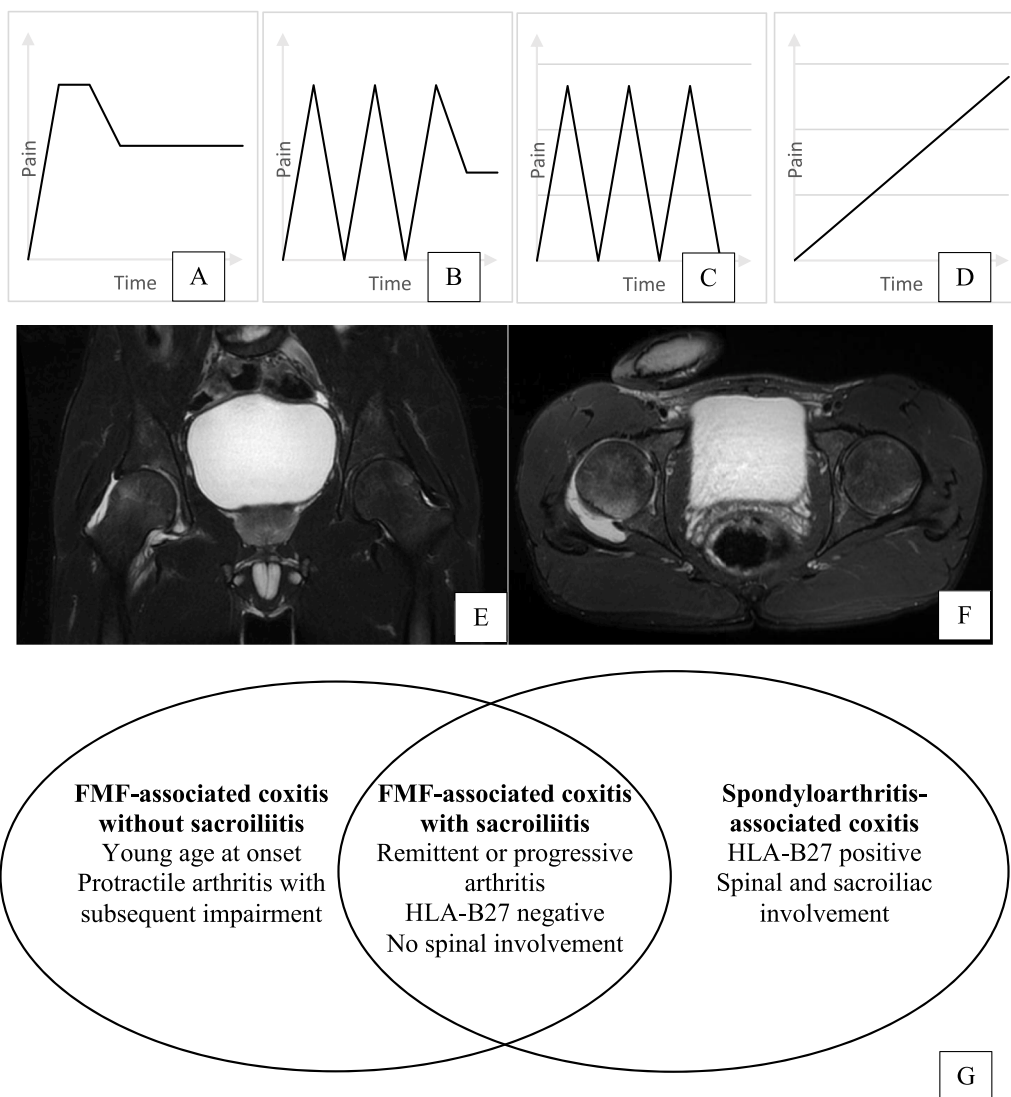 Pain
Time
A
Pain
Time
B
Pain
Time
C
Pain
Time
D
E
F
FMF-associated coxitis
without sacroiliitis
Young age at onset
Protractile arthritis with
subsequent impairment
FMF-associated coxitis
with sacroiliitis
Remittent or progressive
arthritis
HLA-B27 negative
No spinal involvement
Spondyloarthritis-
associated coxitis
HLA-B27 positive
Spinal and sacroiliac
involvement
G